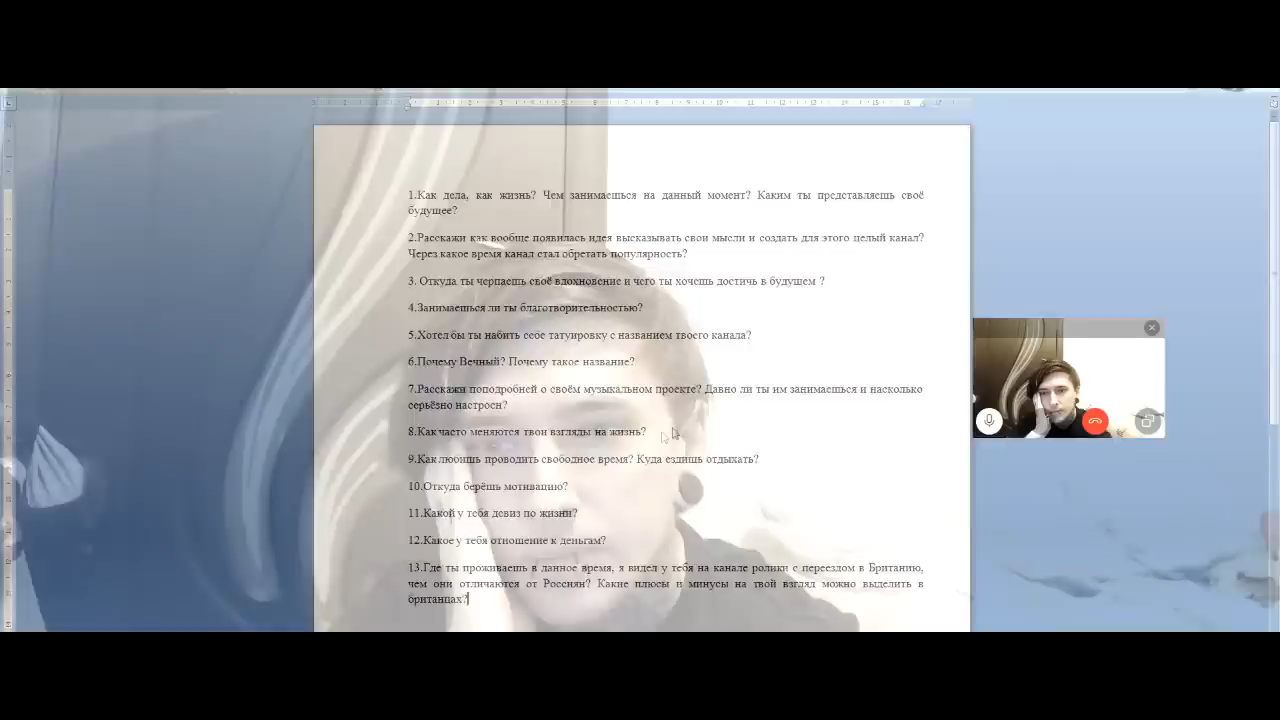 1.Как дела, как жизнь? Чем занимаешься на данный момент? Каким ты представляешь своё
будущее?
2.Расскажи как вообще появилась идея высказывать свои мысли и создать для этого целый канал?
Через какое время канал стал обретать популярность?
3. Откуда ты черпаешь своё вдохновение и чего ты хочешь достичь в будущем ?
4.Занимаешься ли ты благотворительностью?
5.Хотел бы ты набить себе татуировку с названием твоего канала?
6.Почему Вечный? Почему такое название?
7.Расскажи поподробней о своём музыкальном проекте? Давно ли ты им занимаешься и насколько
серьёзно настроен?
8.Как часто меняются твои взгляды на жизнь?
9.Как любишь проводить свободное время? Куда ездишь отдыхать?
10.Откуда берёшь мотивацию?
11.Какой у тебя девиз по жизни?
12.Какое у тебя отношение к деньгам?
13.Где ты проживаешь в данное время, я видел у тебя на канале ролики с переездом в Британию,
чем они отличаются от Россиян? Какие плюсы и минусы на твой взгляд можно выделить в
британцах?